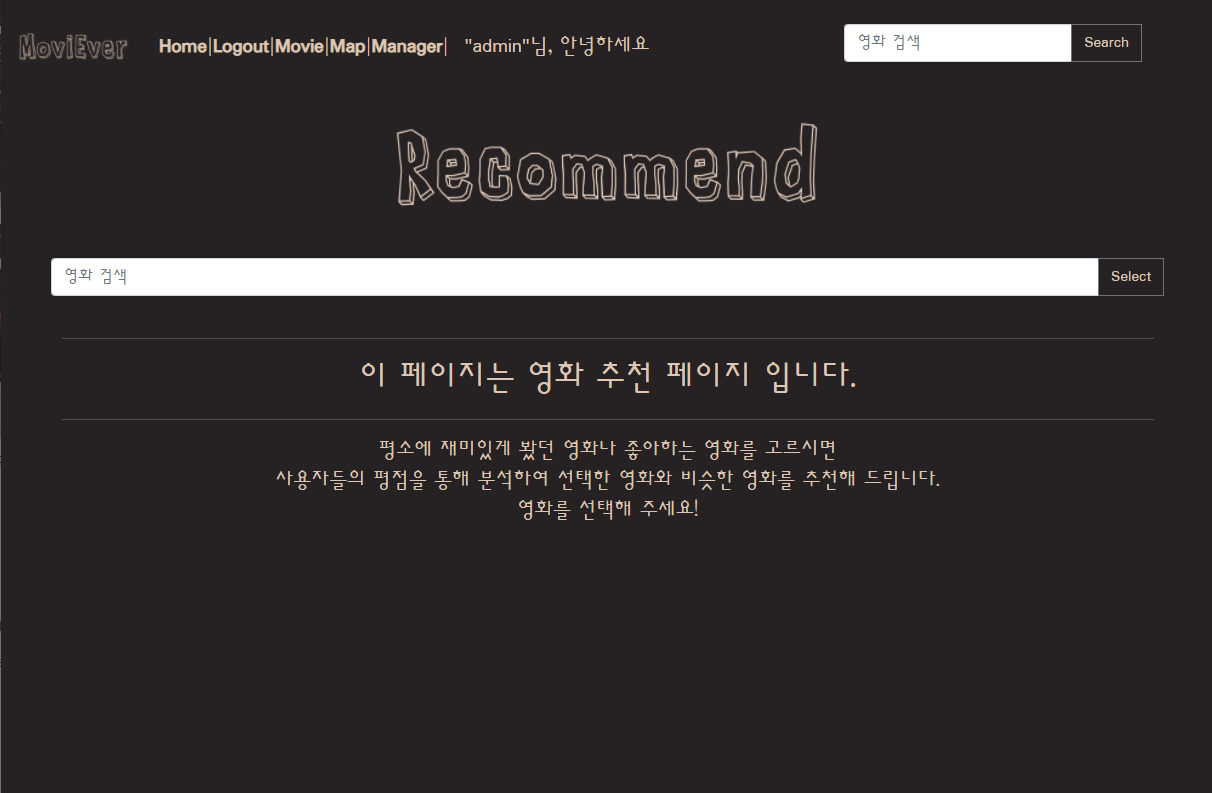 MoviEver Home|Logout|Movie|Map|Manager| "admin"님, 안녕하세요 영화 검색 Search
Recommend
영화 검색 Select
이 페이지는 영화 추천 페이지 입니다.
평소에 재미있게 봤던 영화나 좋아하는 영화를 고르시면
사용자들의 평점을 통해 분석하여 선택한 영화와 비슷한 영화를 추천해 드립니다.
영화를 선택해 주세요!